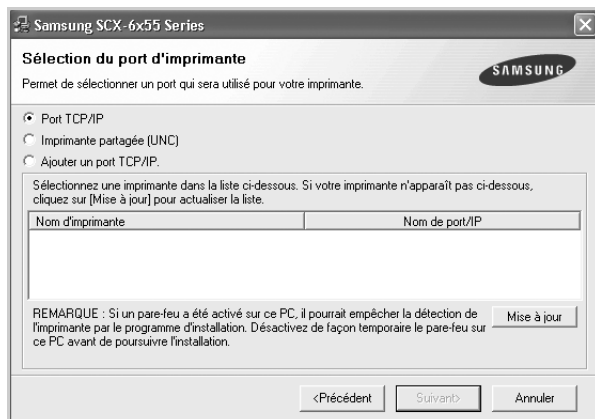 Samsung SCX-6x55 Series
Sélection du port d'imprimante
Permet de sélectionner un port qui sera utilisé pour votre imprimante.
SAMSUNG
Port TCP/IP
Imprimante partagée (UNC)
Ajouter un port TCP/IP.
Sélectionnez une imprimante dans la liste ci-dessous. Si votre imprimante n'apparaît pas ci-dessous,
cliquez sur [Mise à jour] pour actualiser la liste.
Nom d'imprimante Nom de port/IP
REMARQUE : Si un pare-feu a été activé sur ce PC, il pourrait empêcher la détection de
l'imprimante par le programme d'installation. Désactivez de façon temporaire le pare-feu sur
ce PC avant de poursuivre l'installation.
Mise à jour
<Précédent Suivant> Annuler